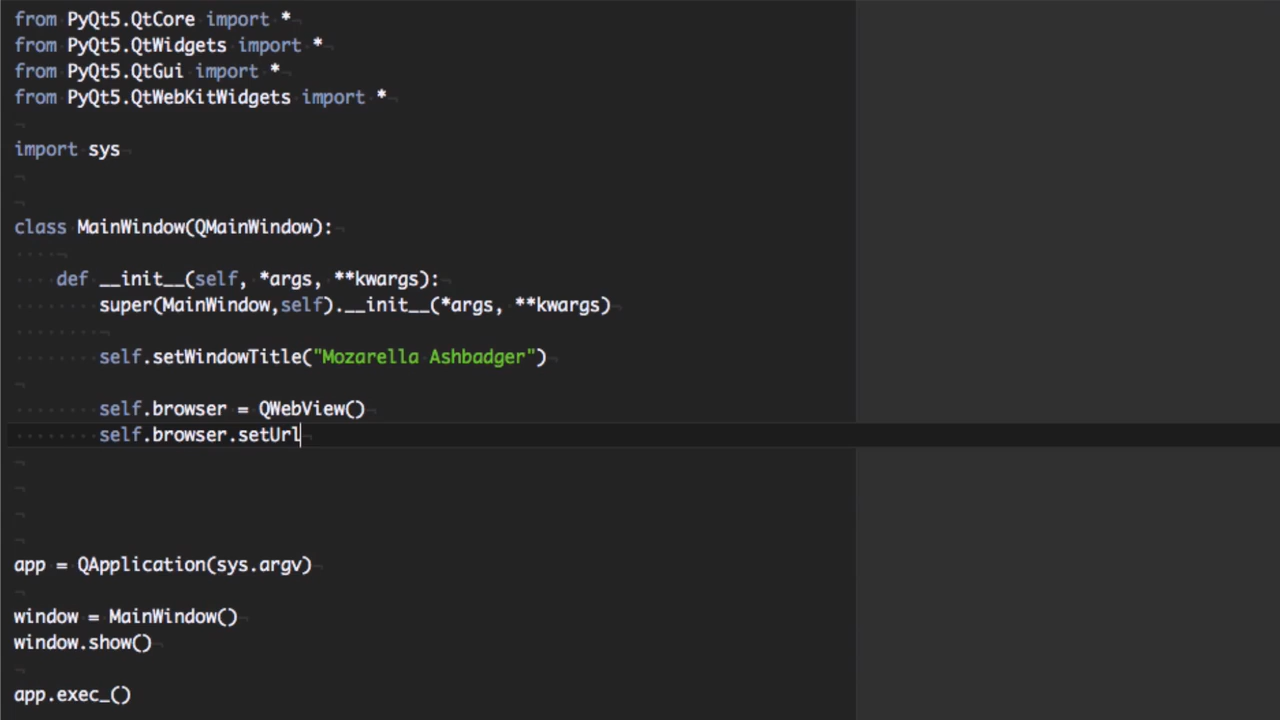 from PyQt5.QtCore import *
from PyQt5.QtWidgets import *
from PyQt5.QtGui import *
from PyQt5.QtWebKitWidgets import *
import sys
class MainWindow(QMainWindow):
def __init__(self, *args, **kwargs):
super(MainWindow,self).__init__(*args, **kwargs)
self.setWindowTitle("Mozarella Ashbadger")
self.browser = QWebView()
self.browser.setUrl
app = QApplication(sys.argv)
window = MainWindow()
window.show()
app.exec_()